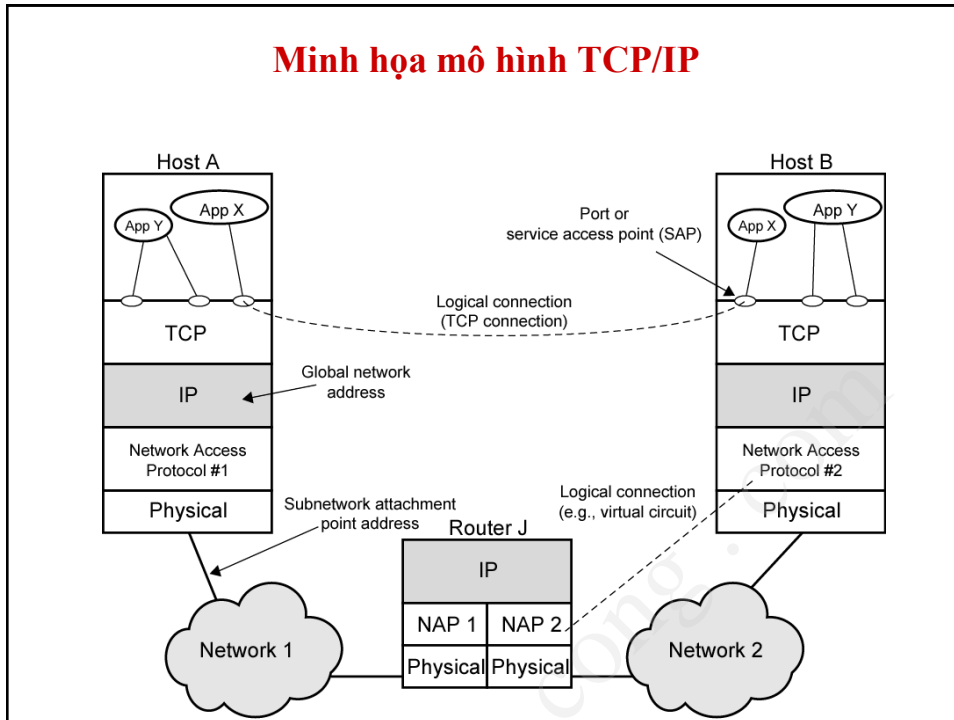 Minh họa mô hình TCP/IP
Host A
Host B
App Y
App X
Port or
service access point (SAP)
App X
App Y
Logical connection
(TCP connection)
TCP
TCP
Global network
address
IP
IP
Network Access
Protocol #1
Network Access
Protocol #2
Logical connection
(e.g., virtual circuit)
Physical
Subnetwork attachment
point address
Physical
Router J
IP
NAP 1
NAP 2
Network 1
Physical
Physical
Network 2
cong . com